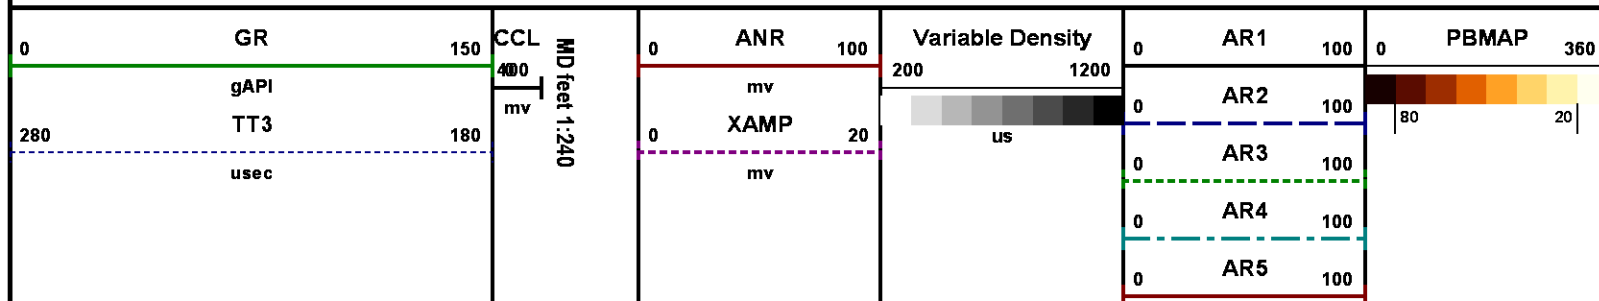 0 GR 150
gAPI
280 TT3 180
usec
CCL
400
mv
MD feet 1:240
0 ANR 100
mv
0 XAMP 20
mv
Variable Density
200 1200
us
0 AR1 100
0 AR2 100
0 AR3 100
0 AR4 100
0 AR5 100
0 PBMAP 360
80 20